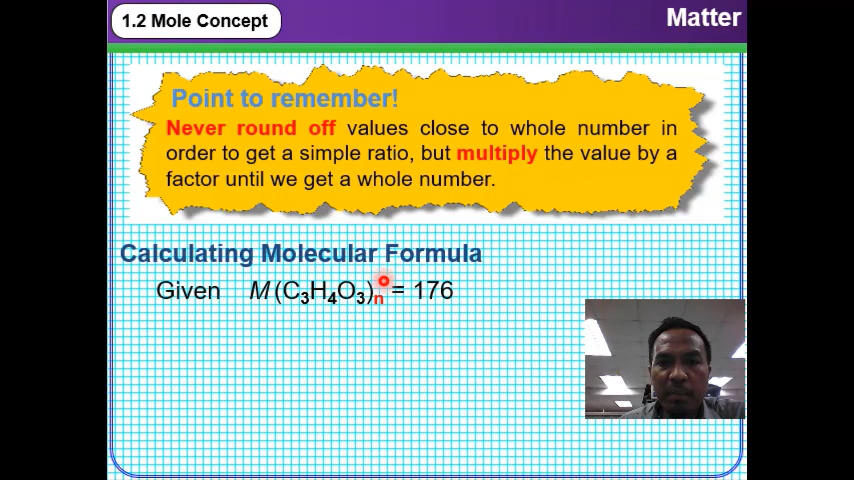 1.2 Mole Concept
Matter
Point to remember!
Never round off values close to whole number in
order to get a simple ratio, but multiply the value by a
factor until we get a whole number.
Calculating Molecular Formula
Given M (C₃H₄O₃)ₙ = 176